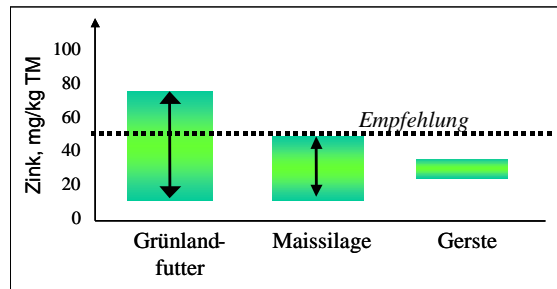 Zink, mg/kg TM
100
80
60
40
20
0
Empfehlung
Grünland-
futter
Maissilage
Gerste